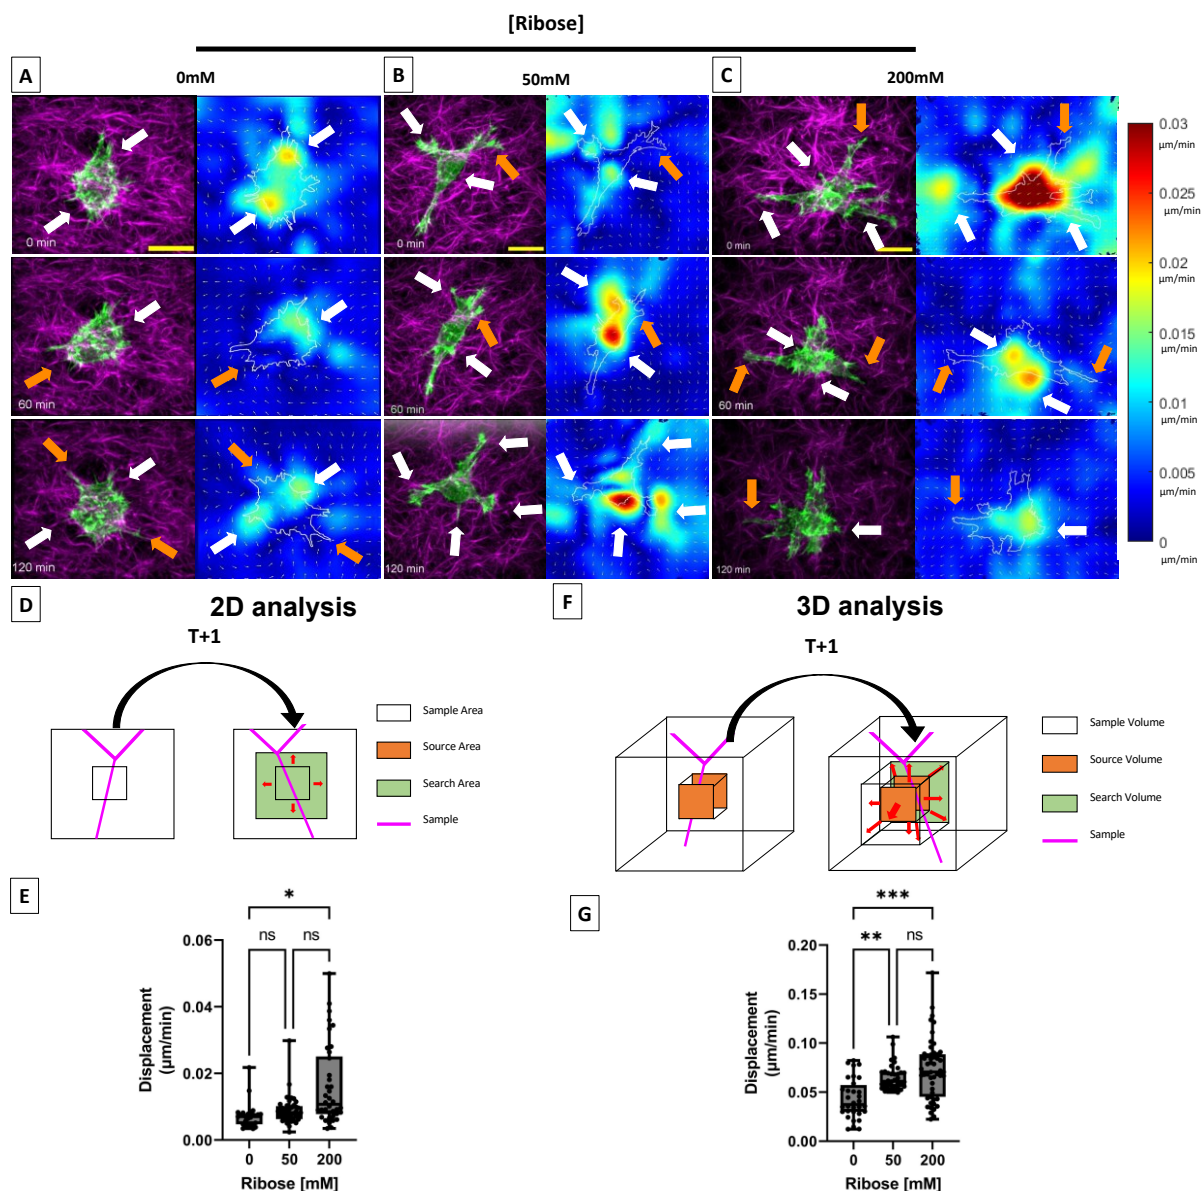 [Ribose]
A
0mM
B
50mM
C
200mM
0 min
0 min
0 min
60 min
60 min
60 min
120 min
120 min
120 min
0.03
µm/min
0.025
µm/min
0.02
µm/min
0.015
µm/min
0.01
µm/min
0.005
µm/min
0
µm/min
D
2D analysis
T+1
Sample Area
Source Area
Search Area
Sample
F
3D analysis
T+1
Sample Volume
Source Volume
Search Volume
Sample
E
*
ns
ns
0.06
0.04
0.02
0.00
Displacement
(µm/min)
0
50
200
Ribose [mM]
G
***
**
ns
0.20
0.15
0.10
0.05
0.00
Displacement
(µm/min)
0
50
200
Ribose [mM]